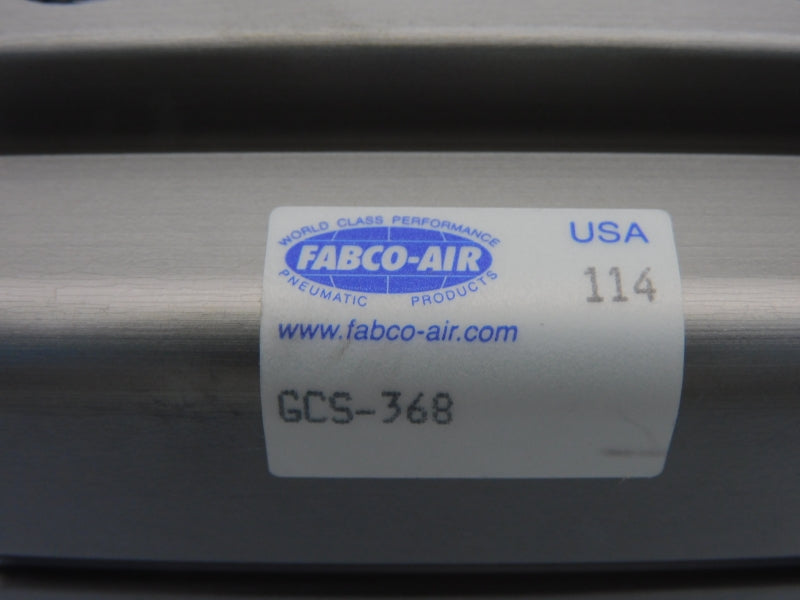 WORLD CLASS PERFORMANCE
FABCO-AIR
PNEUMATIC PRODUCTS
USA
114
www.fabco-air.com
GCS-368